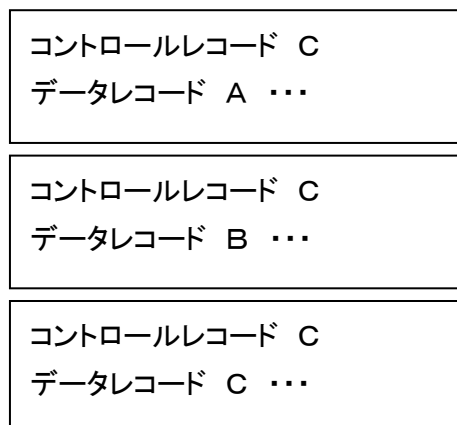 コントロールレコード　Ｃ
データレコード　Ａ　・・・
コントロールレコード　Ｃ
データレコード　Ｂ　・・・
コントロールレコード　Ｃ
データレコード　Ｃ　・・・